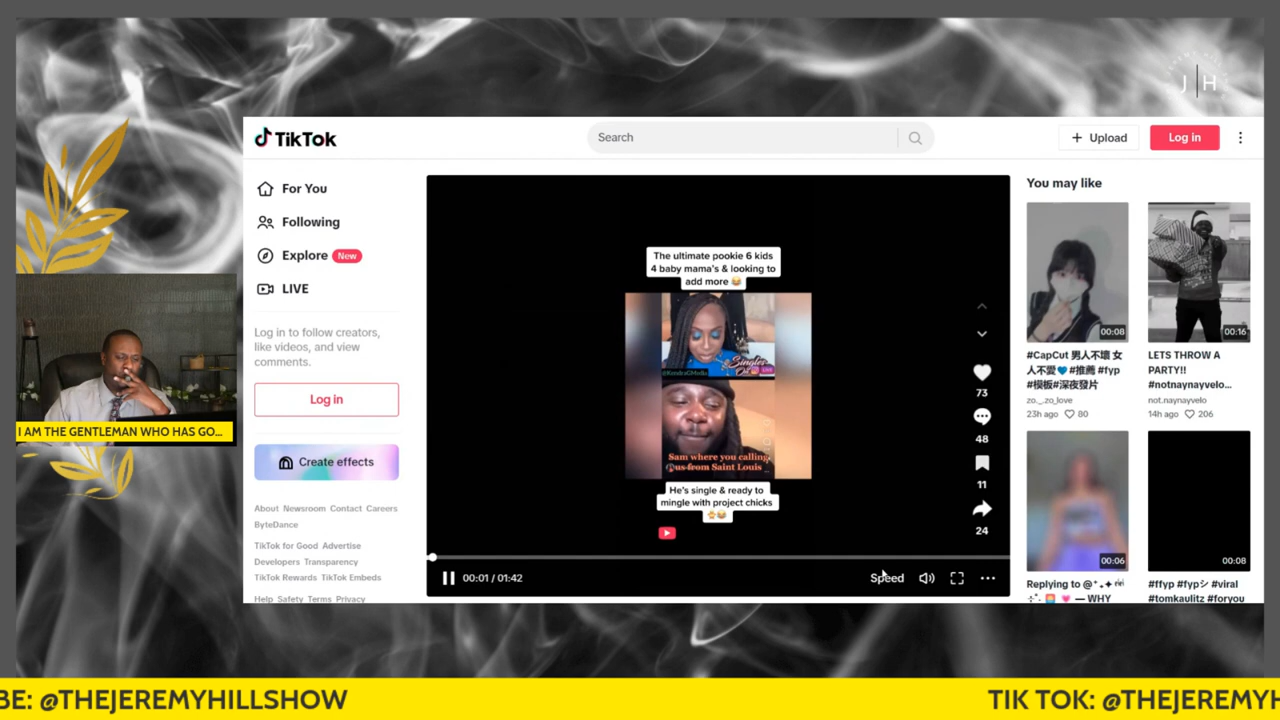 J H
TikTok
Search
Upload
Log in
For You
Following
Explore New
LIVE
Log in to follow creators,
like videos, and view
comments.
Log in
Create effects
About Newsroom Contact Careers
ByteDance
TikTok for Good Advertise
Developers Transparency
TikTok Rewards TikTok Embeds
Help Safety Terms Privacy
I AM THE GENTLEMAN WHO HAS GO...
The ultimate pookie 6 kids
4 baby mama's & looking to
add more 😂
Singles
LIVE
Sam where you calling
us from Saint Louis
He's single & ready to
mingle with project chicks
73
48
11
24
00:01 / 01:42
Speed
You may like
00:08
#CapCut 男人不壞 女
人不愛💙#推薦 #fyp
#模板#深夜發片
zo._.zo_love
23h ago 80
00:16
LETS THROW A
PARTY!!
#notnaynayvelo...
not.naynayvelo
14h ago 206
00:06
Replying to @
— WHY
00:08
#ffyp #fypシ #viral
#tomkaulitz #foryou
BE: @THEJEREMYHILLSHOW
TIK TOK: @THEJEREMYH